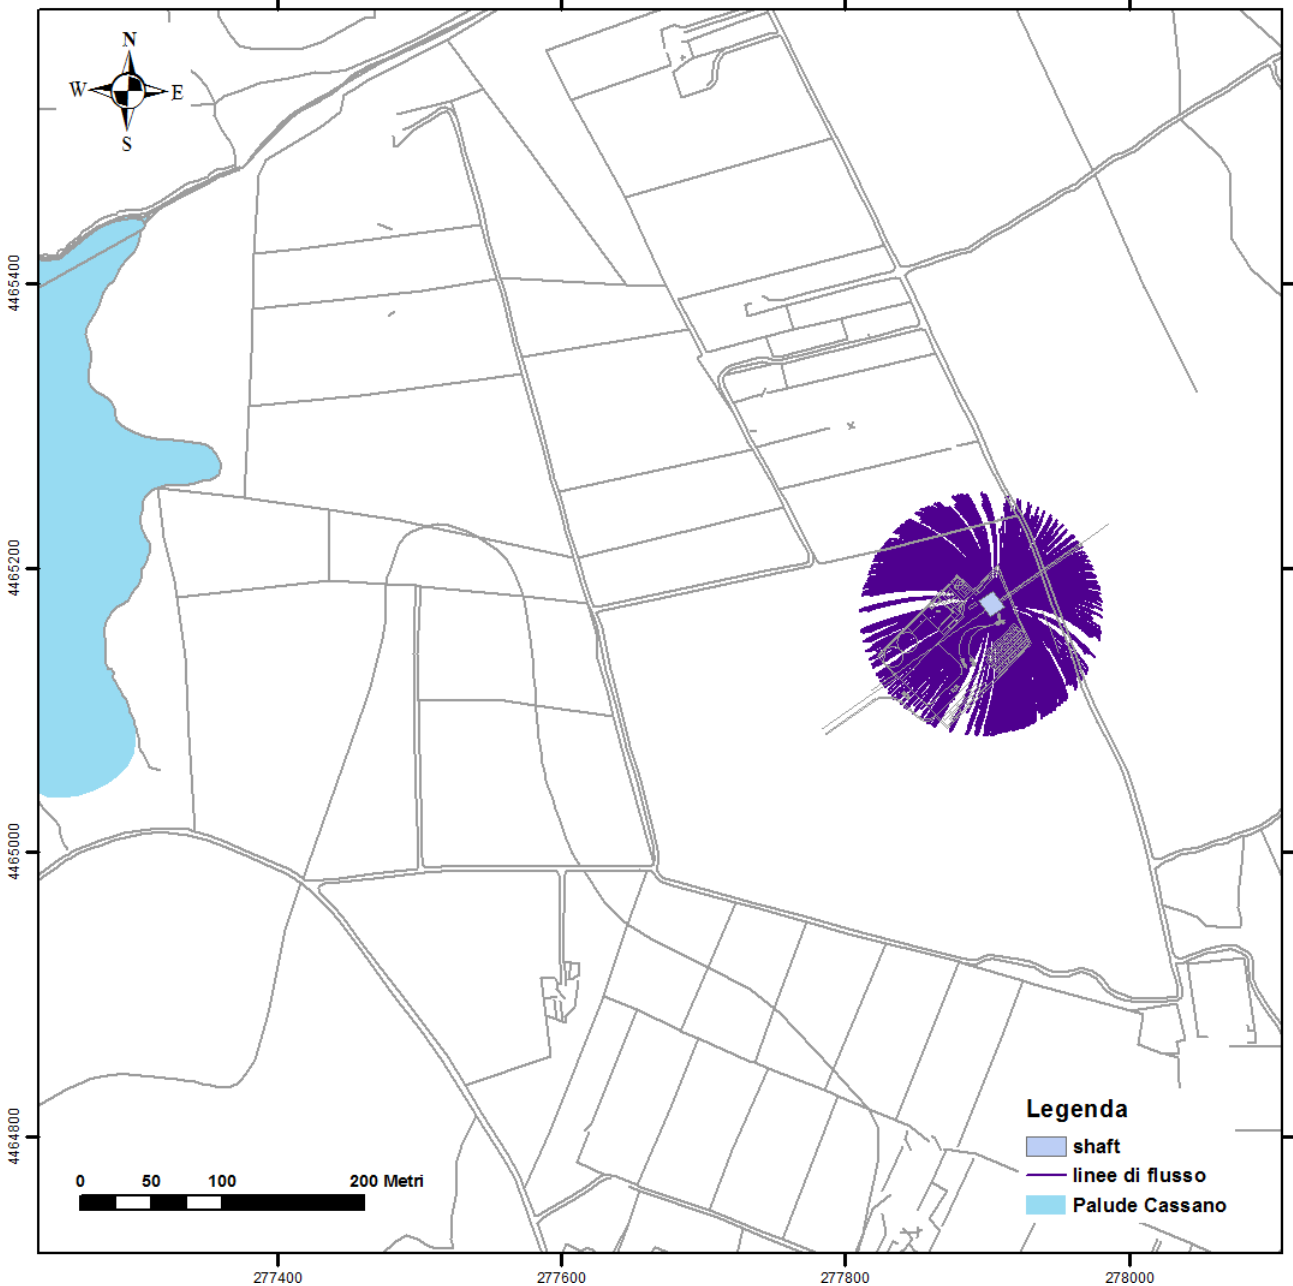 N
W E
S
4465400
4465200
4465000
4464800
Legenda
shaft
linee di flusso
Palude Cassano
0 50 100 200 Metri
277400 277600 277800 278000